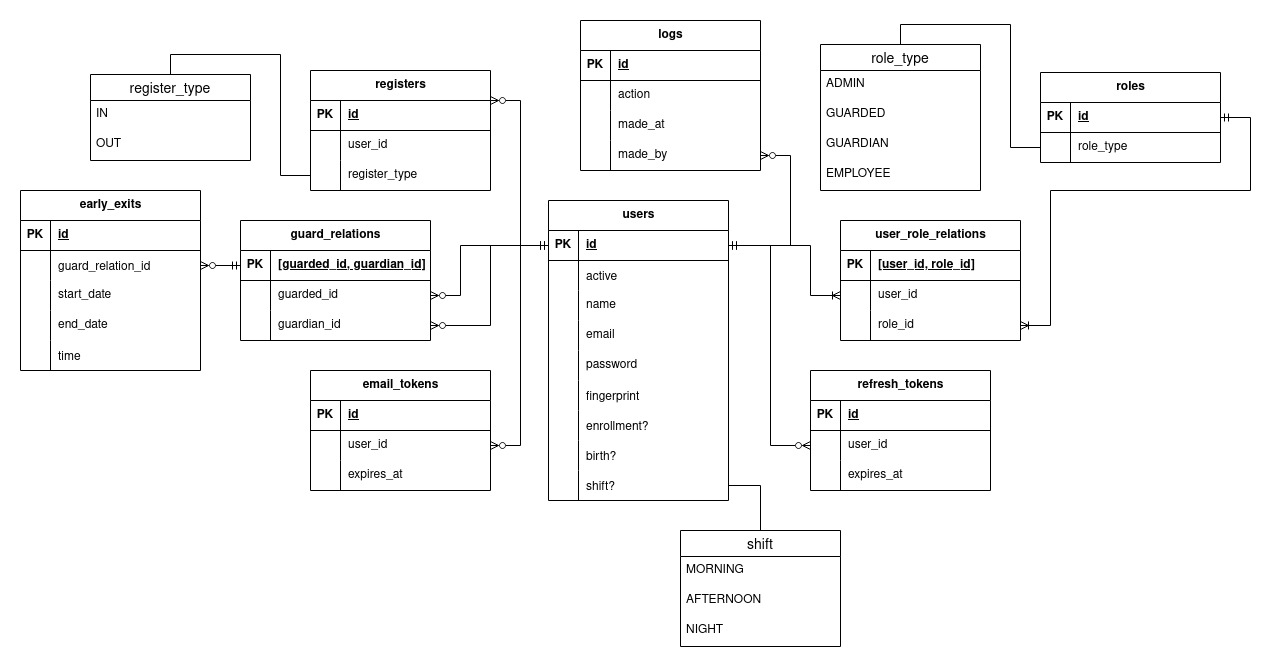 logs
PK id
action
made_at
made_by
role_type
ADMIN
GUARDED
GUARDIAN
EMPLOYEE
roles
PK id
role_type
register_type
IN
OUT
registers
PK id
user_id
register_type
early_exits
PK id
guard_relation_id
start_date
end_date
time
guard_relations
PK [guarded_id, guardian_id]
guarded_id
guardian_id
users
PK id
active
name
email
password
fingerprint
enrollment?
birth?
shift?
user_role_relations
PK [user_id, role_id]
user_id
role_id
email_tokens
PK id
user_id
expires_at
refresh_tokens
PK id
user_id
expires_at
shift
MORNING
AFTERNOON
NIGHT